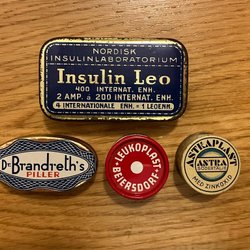 NORDISK
INSULINLABORATORIUM
Insulin Leo
400 INTERNAT. ENH.
2 AMP. á 200 INTERNAT. ENH.
4 INTERNATIONALE ENH. = 1 LEOENH.
Dr. Brandreth's
PILLER
LEUKOPLAST
BEIERSDORF
ASTRAPLAST
ASTRA
SÖDERTÄLJE
MED ZINKOXID